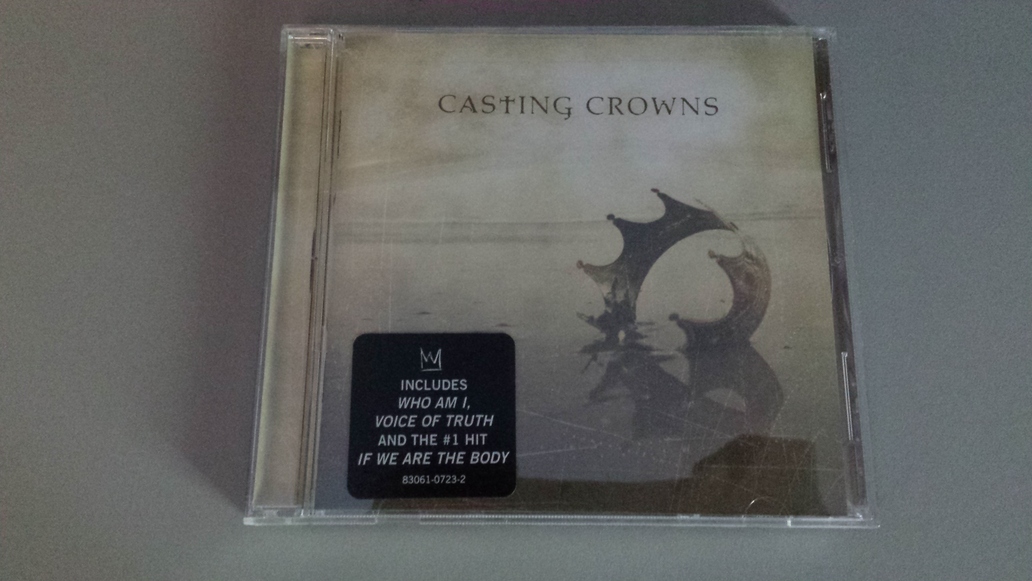 CASTING CROWNS
INCLUDES
WHO AM I,
VOICE OF TRUTH
AND THE #1 HIT
IF WE ARE THE BODY
83061-0723-2